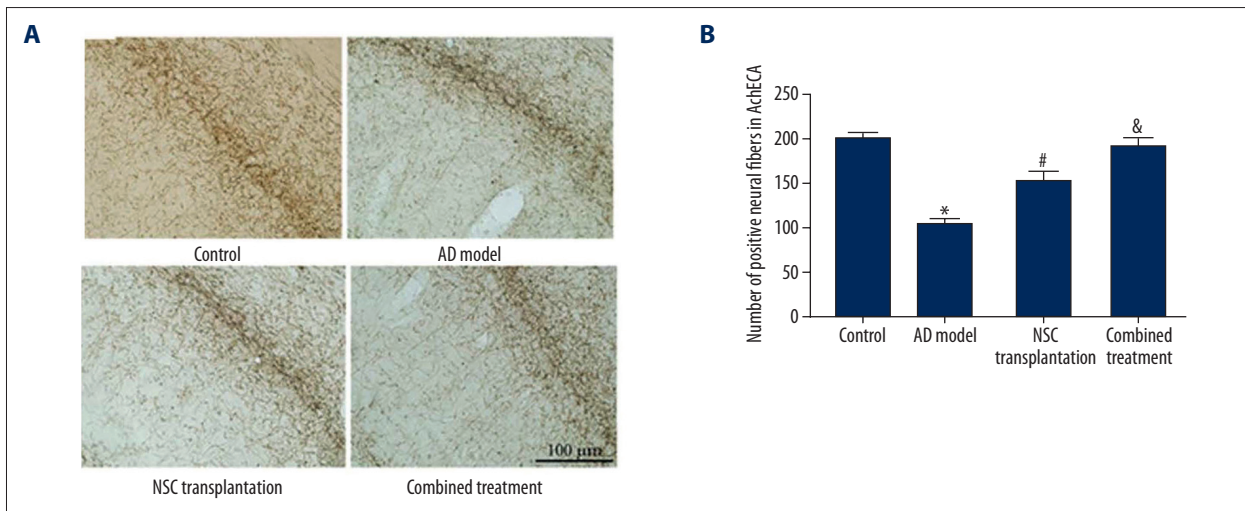 A
Control
AD model
NSC transplantation
Combined treatment
100 μm
B
Number of positive neural fibers in AchECA
250
200
150
100
50
0
*
#
&
Control
AD model
NSC
transplantation
Combined
treatment